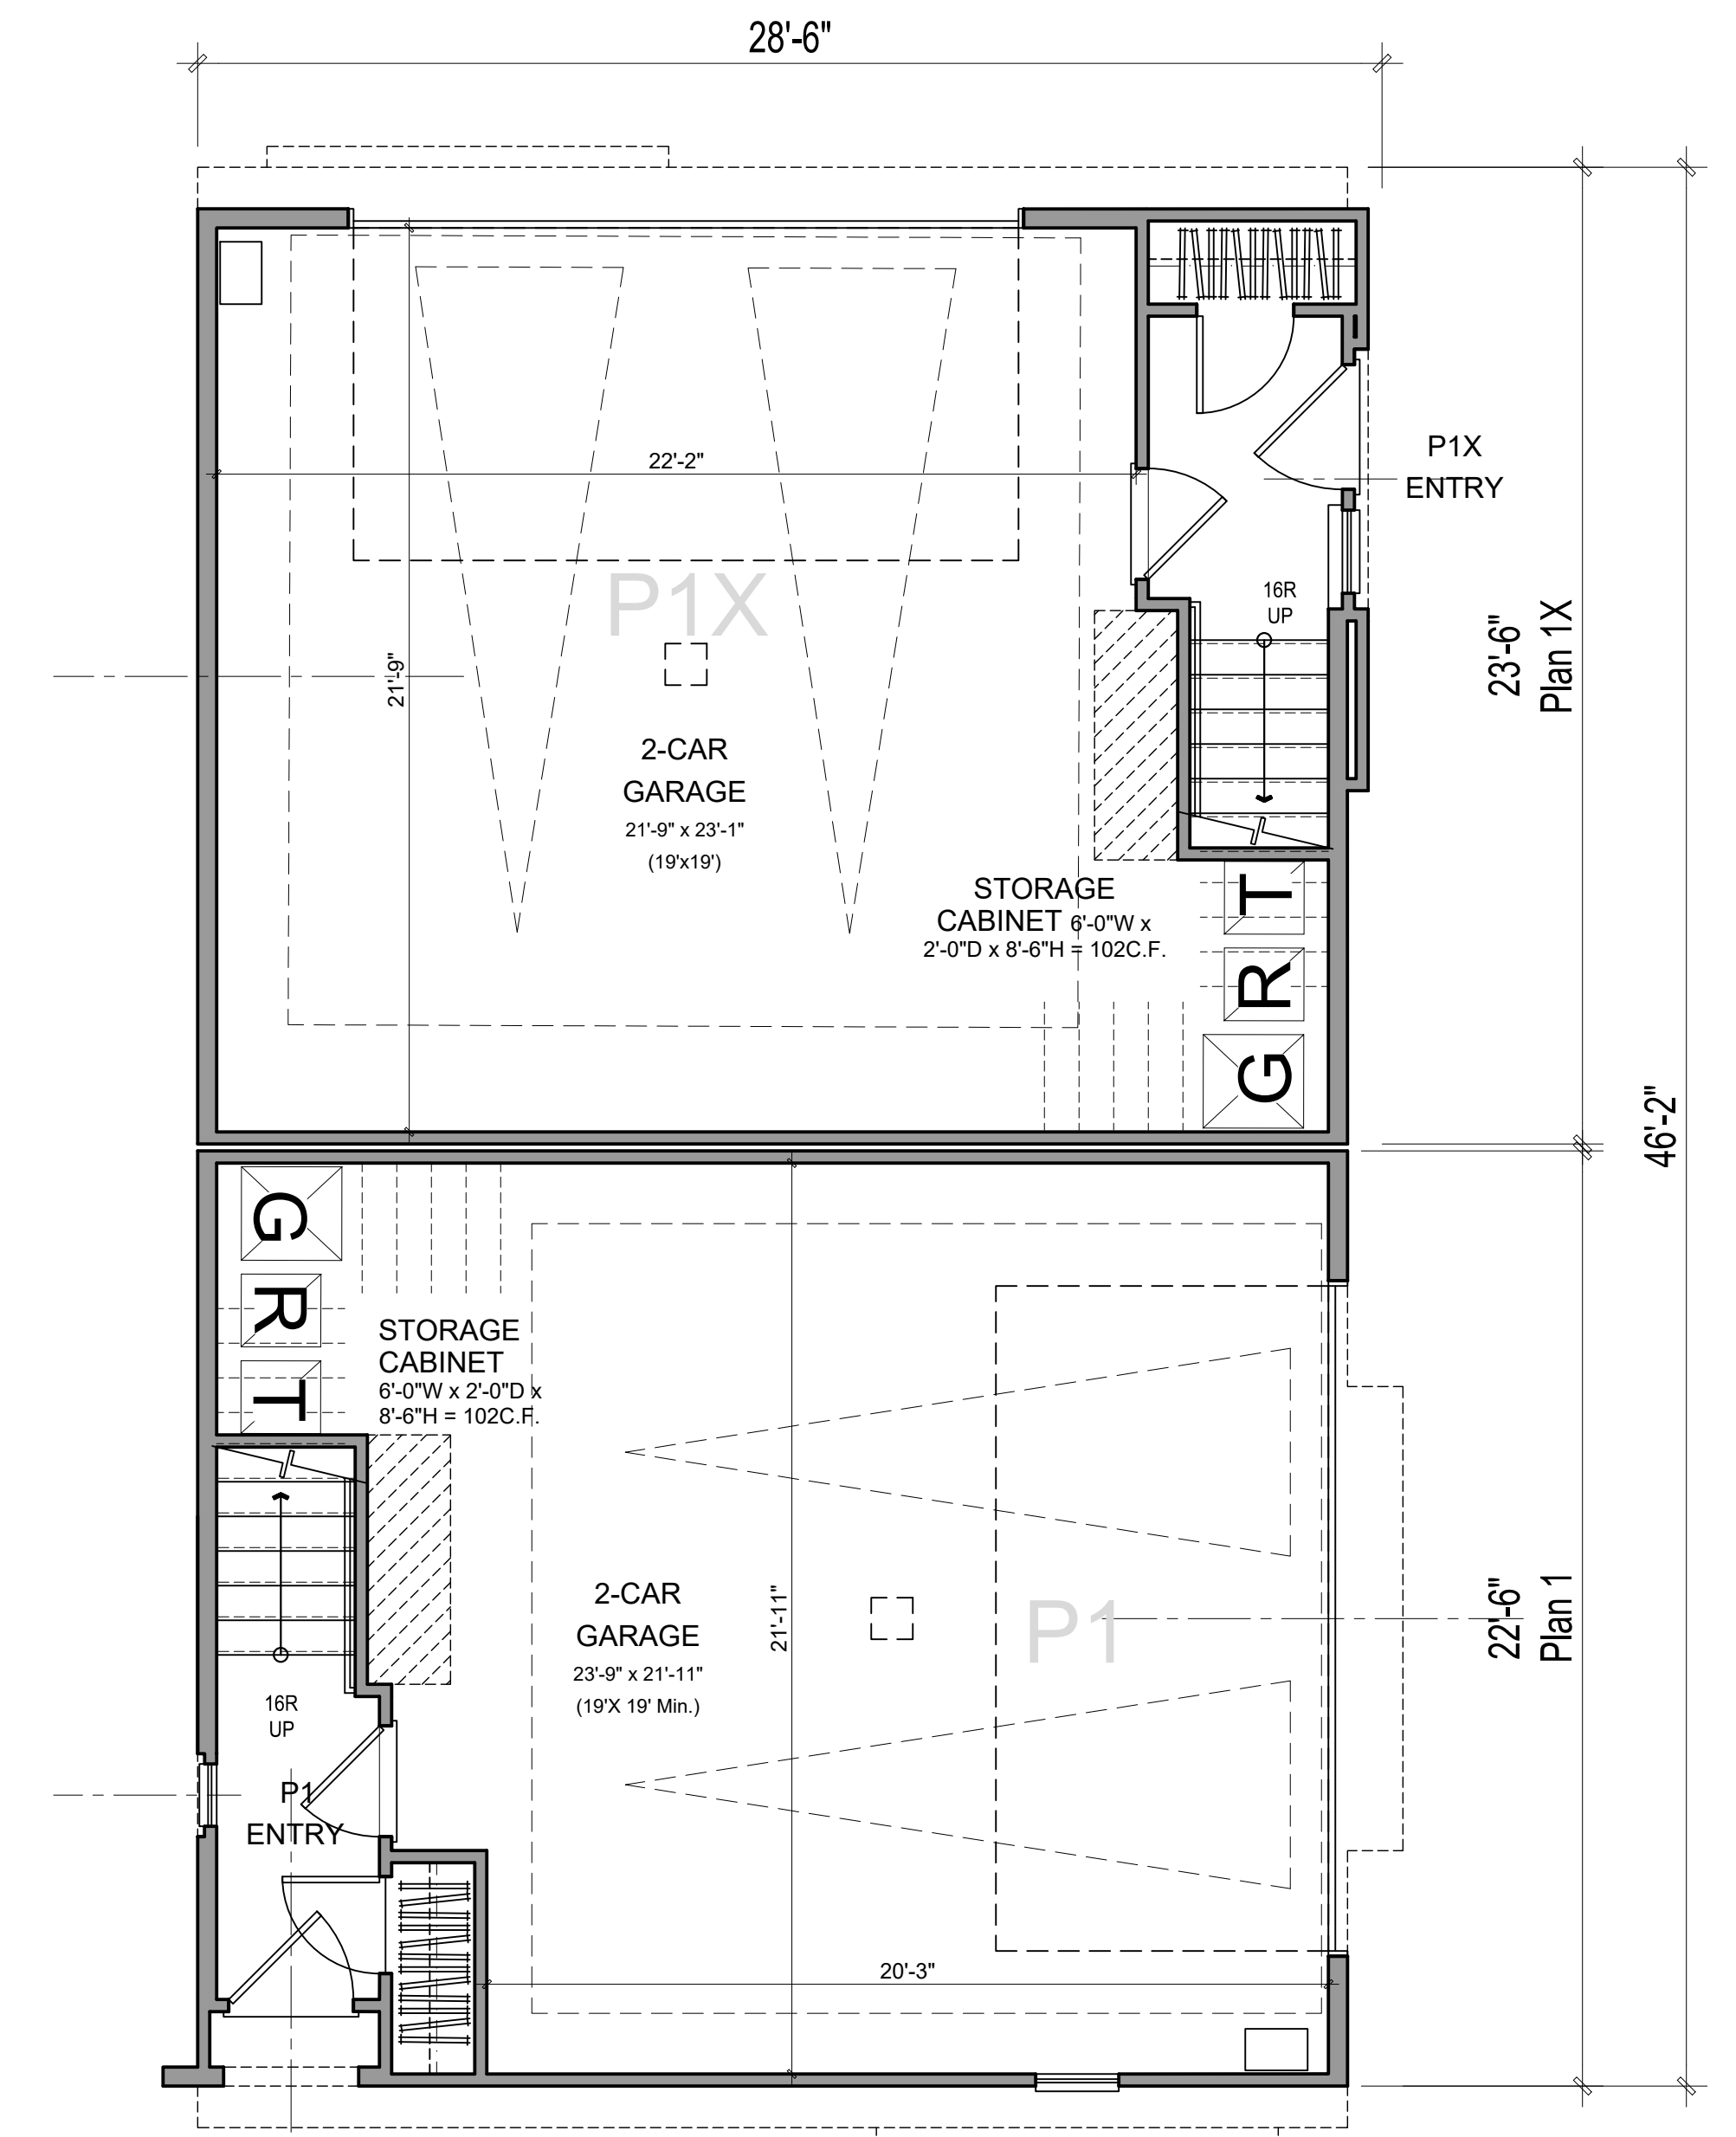 28'-6"
P1X
ENTRY
22'-2"
P1X
16R
UP
23'-6"
Plan 1X
21'-9"
2-CAR
GARAGE
21'-9" x 23'-1"
(19'x19')
STORAGE
CABINET 6'-0"W x
2'-0"D x 8'-6"H = 102C.F.
T
R
G
46'-2"
G
R
T
STORAGE
CABINET
6'-0"W x 2'-0"D x
8'-6"H = 102C.F.
2-CAR
GARAGE
23'-9" x 21'-11"
(19'X 19' Min.)
21'-11"
P1
22'-6"
Plan 1
16R
UP
P1
ENTRY
20'-3"